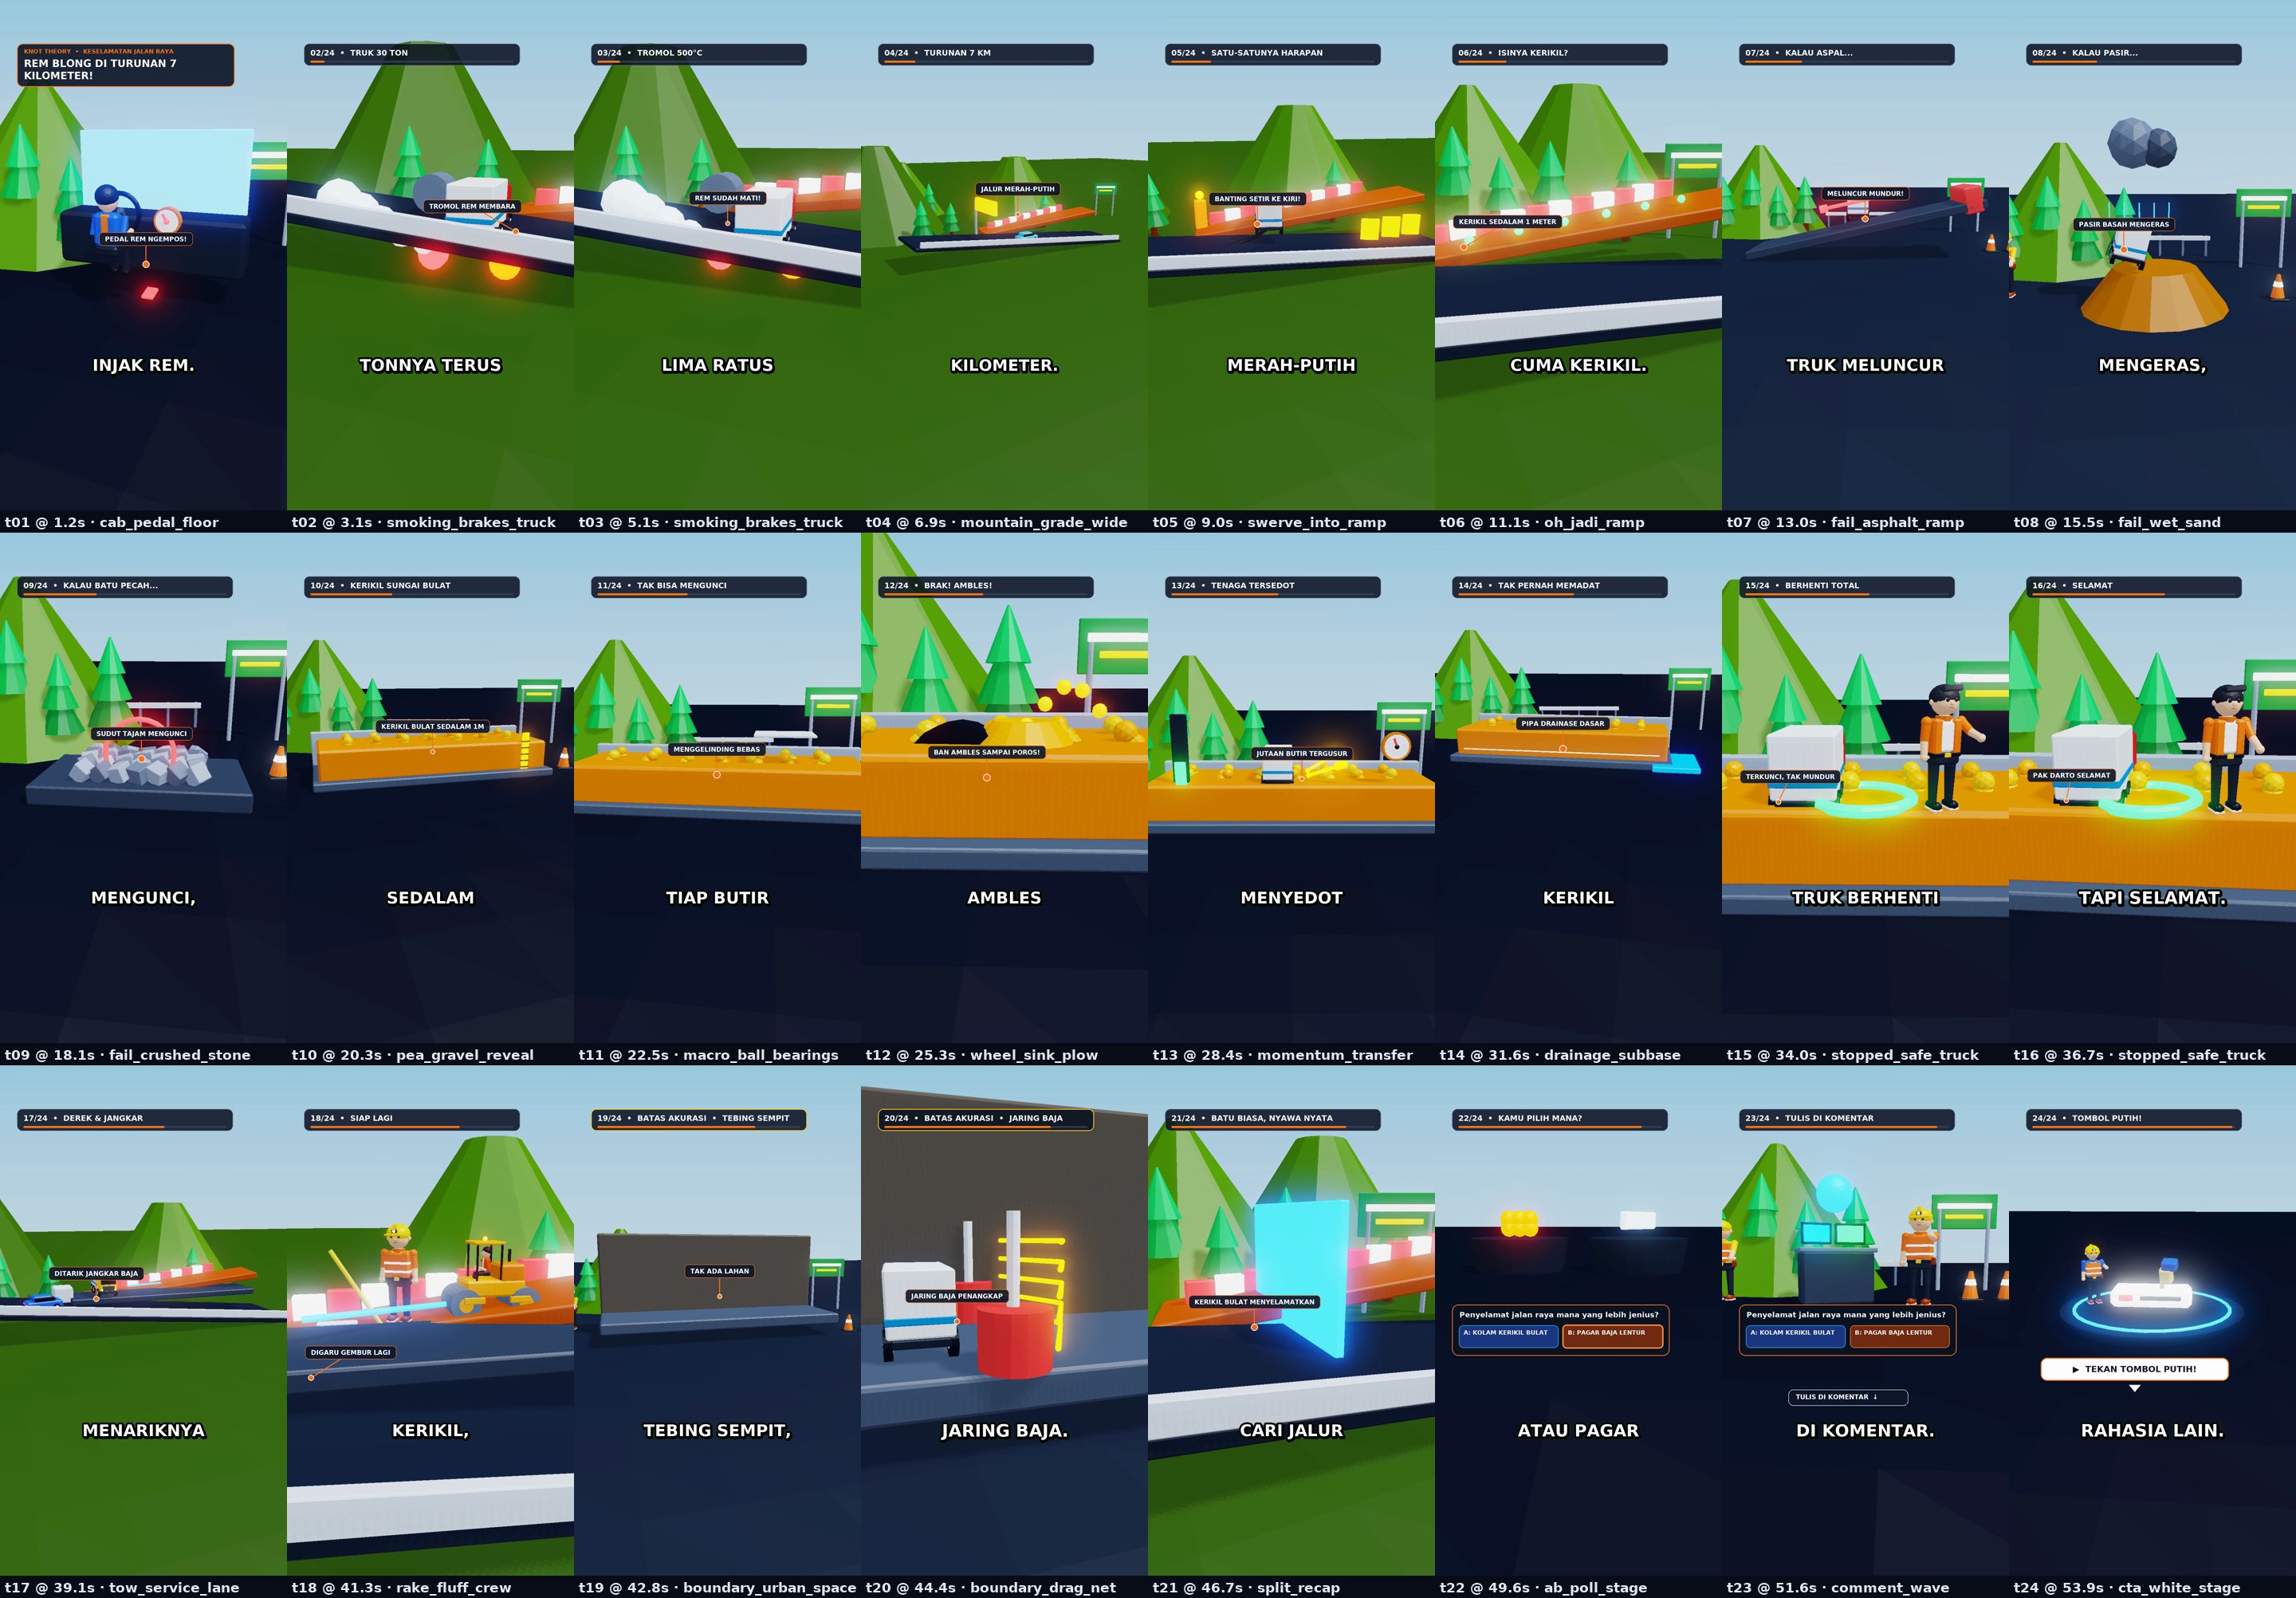 KNOT THEORY • KESELAMATAN JALAN RAYA
REM BLONG DI TURUNAN 7
KILOMETER!
PEDAL REM NGEMPOS!
INJAK REM.
t01 @ 1.2s · cab_pedal_floor
02/24 • TRUK 30 TON
TROMOL REM MEMBARA
TONNYA TERUS
t02 @ 3.1s · smoking_brakes_truck
03/24 • TROMOL 500°C
REM SUDAH MATI!
LIMA RATUS
t03 @ 5.1s · smoking_brakes_truck
04/24 • TURUNAN 7 KM
JALUR MERAH-PUTIH
KILOMETER.
t04 @ 6.9s · mountain_grade_wide
05/24 • SATU-SATUNYA HARAPAN
BANTING SETIR KE KIRI!
MERAH-PUTIH
t05 @ 9.0s · swerve_into_ramp
06/24 • ISINYA KERIKIL?
KERIKIL SEDALAM 1 METER
CUMA KERIKIL.
t06 @ 11.1s · oh_jadi_ramp
07/24 • KALAU ASPAL...
MELUNCUR MUNDUR!
TRUK MELUNCUR
t07 @ 13.0s · fail_asphalt_ramp
08/24 • KALAU PASIR...
PASIR BASAH MENGERAS
MENGERAS,
t08 @ 15.5s · fail_wet_sand
09/24 • KALAU BATU PECAH...
SUDUT TAJAM MENGUNCI
MENGUNCI,
t09 @ 18.1s · fail_crushed_stone
10/24 • KERIKIL SUNGAI BULAT
KERIKIL BULAT SEDALAM 1M
SEDALAM
t10 @ 20.3s · pea_gravel_reveal
11/24 • TAK BISA MENGUNCI
MENGGELINDING BEBAS
TIAP BUTIR
t11 @ 22.5s · macro_ball_bearings
12/24 • BRAK! AMBLES!
BAN AMBLES SAMPAI POROS!
AMBLES
t12 @ 25.3s · wheel_sink_plow
13/24 • TENAGA TERSEDOT
JUTAAN BUTIR TERGUSUR
MENYEDOT
t13 @ 28.4s · momentum_transfer
14/24 • TAK PERNAH MEMADAT
PIPA DRAINASE DASAR
KERIKIL
t14 @ 31.6s · drainage_subbase
15/24 • BERHENTI TOTAL
TERKUNCI, TAK MUNDUR
TRUK BERHENTI
t15 @ 34.0s · stopped_safe_truck
16/24 • SELAMAT
PAK DARTO SELAMAT
TAPI SELAMAT.
t16 @ 36.7s · stopped_safe_truck
17/24 • DEREK & JANGKAR
DITARIK JANGKAR BAJA
MENARIKNYA
t17 @ 39.1s · tow_service_lane
18/24 • SIAP LAGI
DIGARU GEMBUR LAGI
KERIKIL,
t18 @ 41.3s · rake_fluff_crew
19/24 • BATAS AKURASI • TEBING SEMPIT
TAK ADA LAHAN
TEBING SEMPIT,
t19 @ 42.8s · boundary_urban_space
20/24 • BATAS AKURASI • JARING BAJA
JARING BAJA PENANGKAP
JARING BAJA.
t20 @ 44.4s · boundary_drag_net
21/24 • BATU BIASA, NYAWA NYATA
KERIKIL BULAT MENYELAMATKAN
CARI JALUR
t21 @ 46.7s · split_recap
22/24 • KAMU PILIH MANA?
Penyelamat jalan raya mana yang lebih jenius?
A: KOLAM KERIKIL BULAT
B: PAGAR BAJA LENTUR
ATAU PAGAR
t22 @ 49.6s · ab_poll_stage
23/24 • TULIS DI KOMENTAR
Penyelamat jalan raya mana yang lebih jenius?
A: KOLAM KERIKIL BULAT
B: PAGAR BAJA LENTUR
TULIS DI KOMENTAR ↓
DI KOMENTAR.
t23 @ 51.6s · comment_wave
24/24 • TOMBOL PUTIH!
▶ TEKAN TOMBOL PUTIH!
RAHASIA LAIN.
t24 @ 53.9s · cta_white_stage